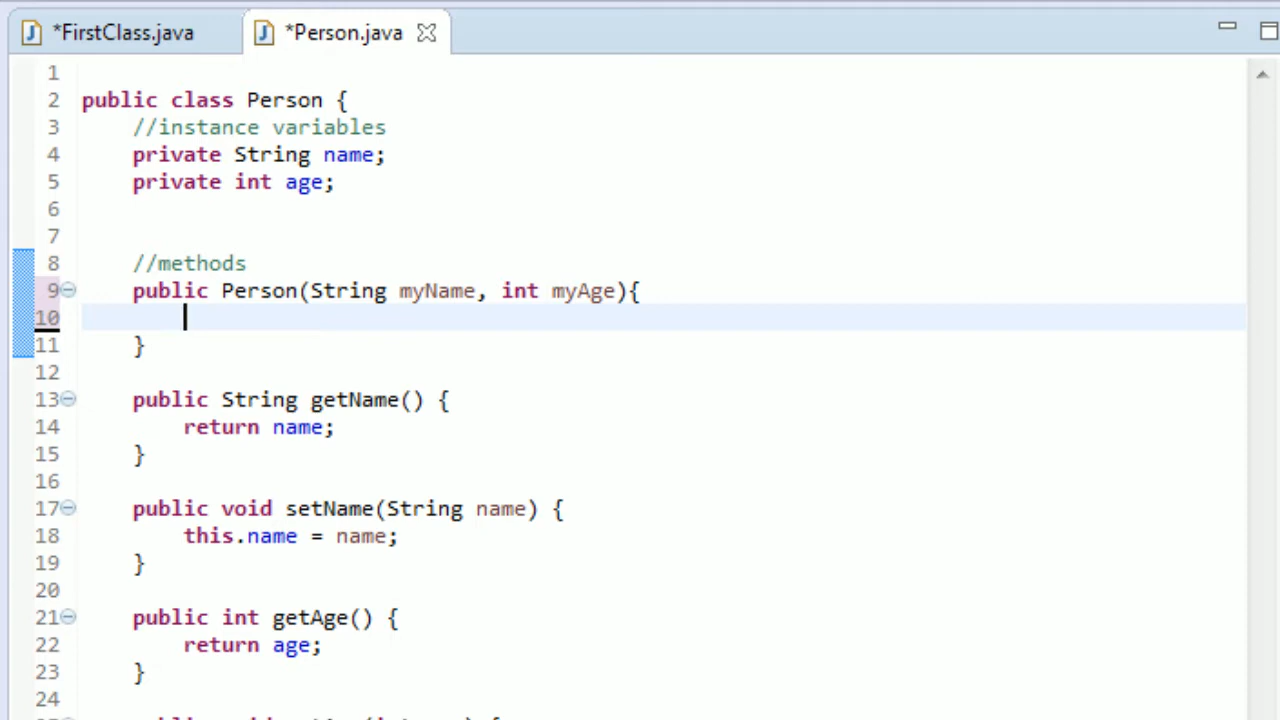 *FirstClass.java *Person.java
1
2 public class Person {
3 //instance variables
4 private String name;
5 private int age;
6
7
8 //methods
9 public Person(String myName, int myAge){
10
11 }
12
13 public String getName() {
14 return name;
15 }
16
17 public void setName(String name) {
18 this.name = name;
19 }
20
21 public int getAge() {
22 return age;
23 }
24